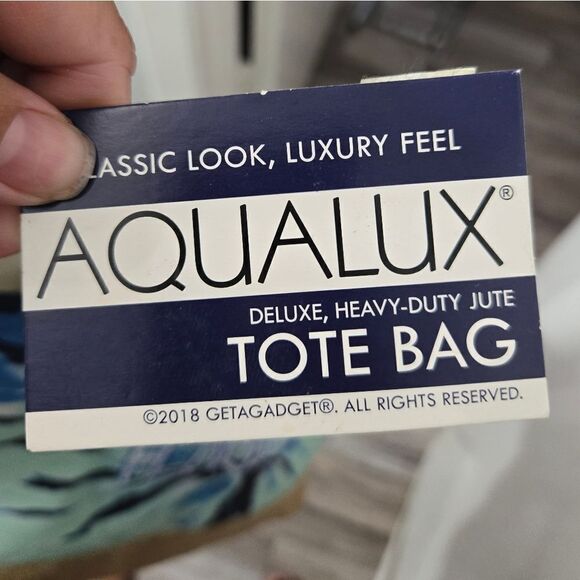 LASSIC LOOK, LUXURY FEEL
AQUALUX®
DELUXE, HEAVY-DUTY JUTE
TOTE BAG
©2018 GETAGADGET®. ALL RIGHTS RESERVED.